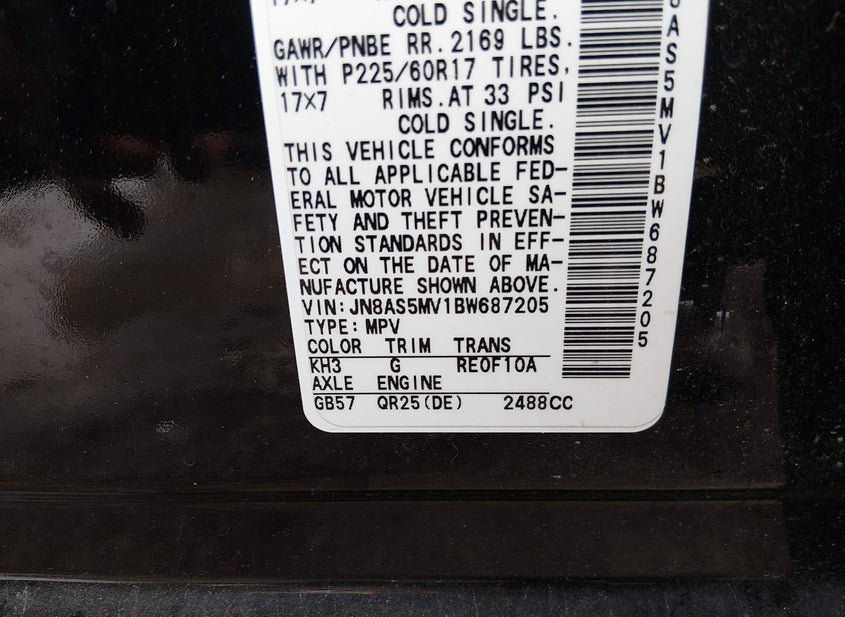 COLD SINGLE.
GAWR/PNBE RR.2169 LBS.
WITH P225/60R17 TIRES,
17×7 RIMS.AT 33 PSI
COLD SINGLE.
THIS VEHICLE CONFORMS
TO ALL APPLICABLE FED-
ERAL MOTOR VEHICLE SA-
FETY AND THEFT PREVEN-
TION STANDARDS IN EFF-
ECT ON THE DATE OF MA-
NUFACTURE SHOWN ABOVE.
VIN:JN8AS5MV1BW687205
TYPE:MPV
COLOR TRIM TRANS
KH3 G RE0F10A
AXLE ENGINE
GB57 QR25(DE) 2488CC
AS5MV1BW687205